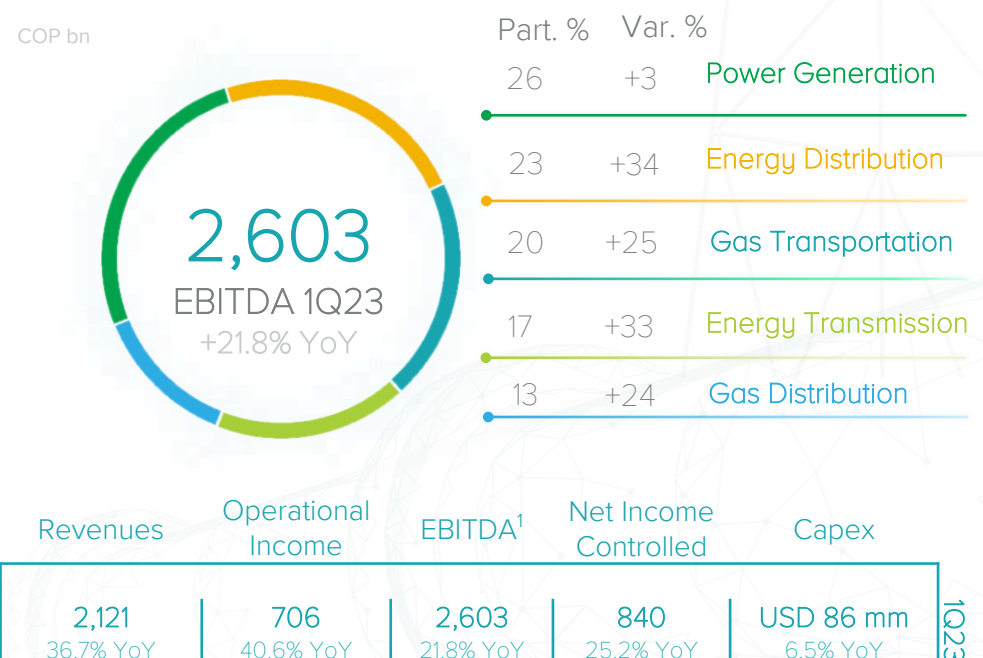 COP bn
Part. % Var. %
26 +3 Power Generation
23 +34 Energy Distribution
20 +25 Gas Transportation
17 +33 Energy Transmission
13 +24 Gas Distribution
2,603
EBITDA 1Q23
+21.8% YoY
Revenues
Operational
Income
EBITDA¹
Net Income
Controlled
Capex
2,121 706 2,603 840 USD 86 mm
36.7% YoY 40.6% YoY 21.8% YoY 25.2% YoY 6.5% YoY
1Q23